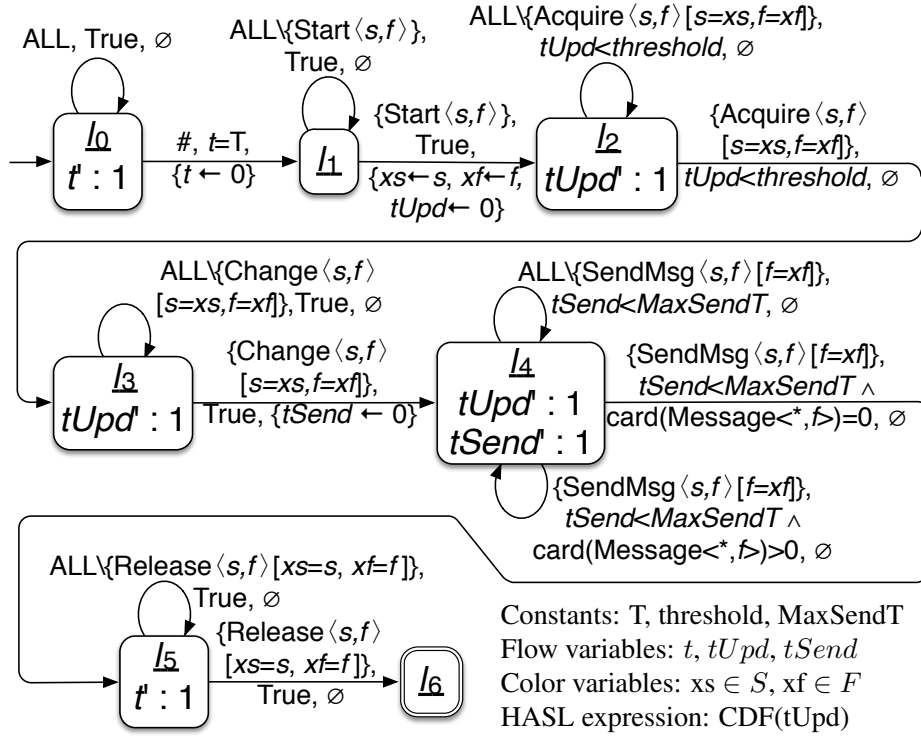 ALL, True, ∅
l0
t' : 1
#, t=T,
{t ← 0}
ALL\{Start⟨s,f⟩},
True, ∅
l1
{Start⟨s,f⟩},
True,
{xs←s, xf←f,
tUpd← 0}
ALL\{Acquire⟨s,f⟩[s=xs,f=xf]},
tUpd<threshold, ∅
l2
tUpd' : 1
{Acquire⟨s,f⟩
[s=xs,f=xf]},
tUpd<threshold, ∅
ALL\{Change⟨s,f⟩
[s=xs,f=xf]},True, ∅
l3
tUpd' : 1
{Change⟨s,f⟩
[s=xs,f=xf]},
True, {tSend ← 0}
ALL\{SendMsg⟨s,f⟩[f=xf]},
tSend<MaxSendT, ∅
l4
tUpd' : 1
tSend' : 1
{SendMsg⟨s,f⟩[f=xf]},
tSend<MaxSendT ∧
card(Message<*,f>)=0, ∅
{SendMsg⟨s,f⟩[f=xf]},
tSend<MaxSendT ∧
card(Message<*,f>)>0, ∅
ALL\{Release⟨s,f⟩[xs=s, xf=f ]},
True, ∅
l5
t' : 1
{Release⟨s,f⟩
[xs=s, xf=f ]},
True, ∅
l6
Constants: T, threshold, MaxSendT
Flow variables: t, tUpd, tSend
Color variables: xs ∈ S, xf ∈ F
HASL expression: CDF(tUpd)